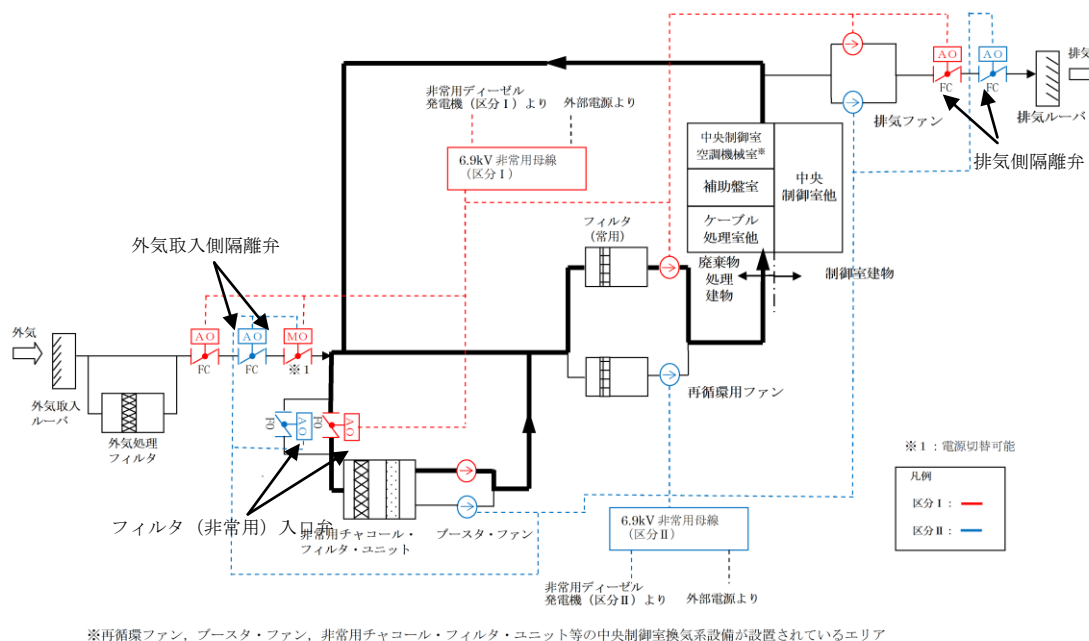 排気
AO
AO
FC
FC
排気ファン
排気ルーバ
排気側隔離弁
非常用ディーゼル
発電機（区分Ⅰ）より
外部電源より
6.9kV 非常用母線
（区分Ⅰ）
中央制御室
空調機械室※
補助盤室
ケーブル
処理室他
中央
制御室他
廃棄物
処理
建物
制御室建物
フィルタ
（常用）
外気取入側隔離弁
外気
AO
AO
MO
FC
FC
※1
外気取入
ルーバ
外気処理
フィルタ
FO
AO
FO
AO
再循環用ファン
フィルタ（非常用）入口弁
非常用チャコール・
フィルタ・ユニット
ブースタ・ファン
6.9kV 非常用母線
（区分Ⅱ）
非常用ディーゼル
発電機（区分Ⅱ）より
外部電源より
※1：電源切替可能
凡例
区分Ⅰ：
区分Ⅱ：
※再循環ファン，ブースタ・ファン，非常用チャコール・フィルタ・ユニット等の中央制御室換気系設備が設置されているエリア